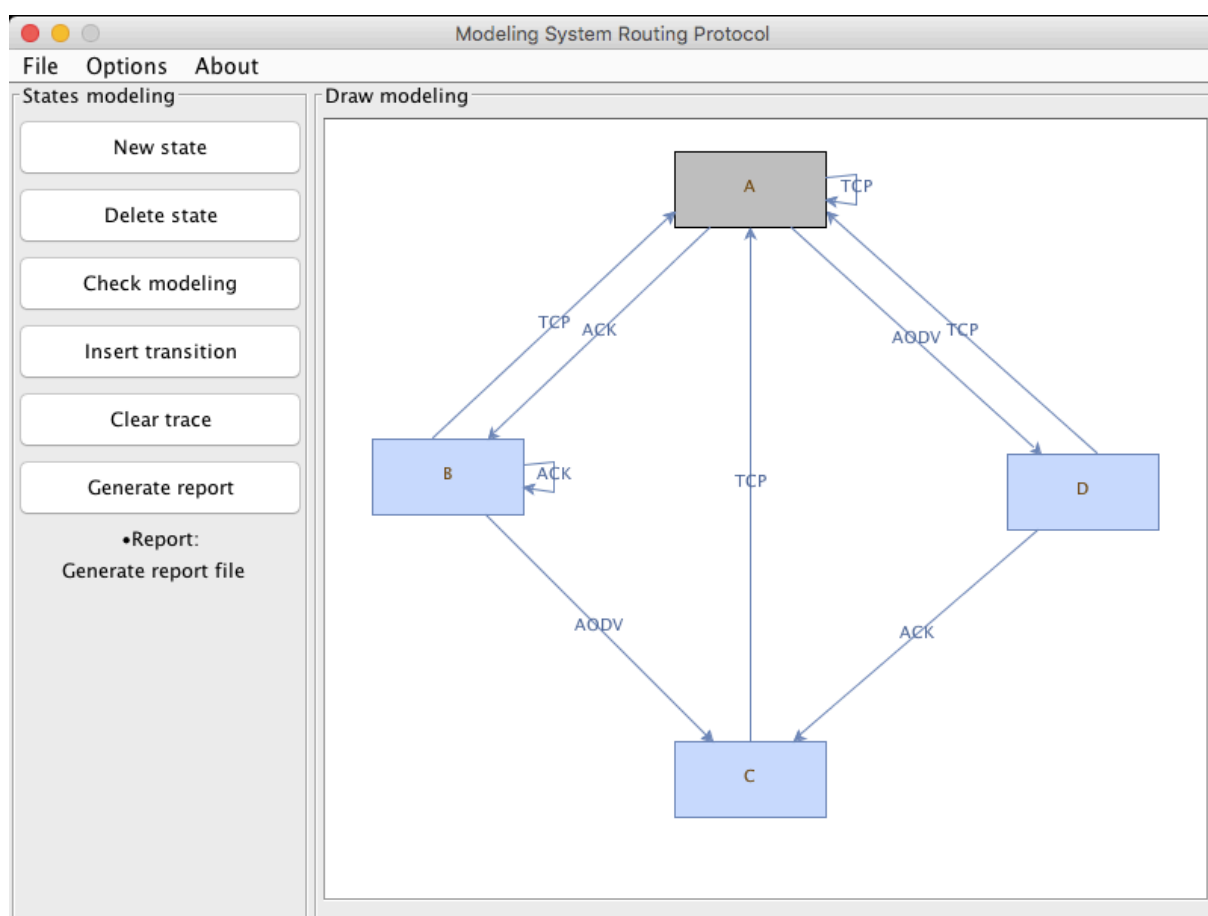 Modeling System Routing Protocol
File Options About
States modeling
New state
Delete state
Check modeling
Insert transition
Clear trace
Generate report
•Report:
Generate report file
Draw modeling
A
TCP
TCP
ACK
AODV
TCP
B
ACK
TCP
D
AODV
ACK
C